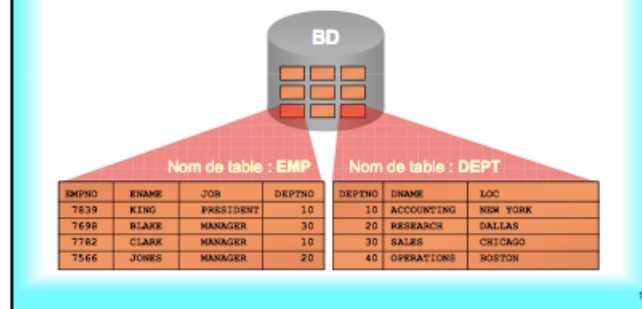 BD
Nom de table : EMP
Nom de table : DEPT
EMPNO ENAME JOB DEPTNO
7839 KING PRESIDENT 10
7698 BLAKE MANAGER 30
7782 CLARK MANAGER 10
7566 JONES MANAGER 20
DEPTNO DNAME LOC
10 ACCOUNTING NEW YORK
20 RESEARCH DALLAS
30 SALES CHICAGO
40 OPERATIONS BOSTON